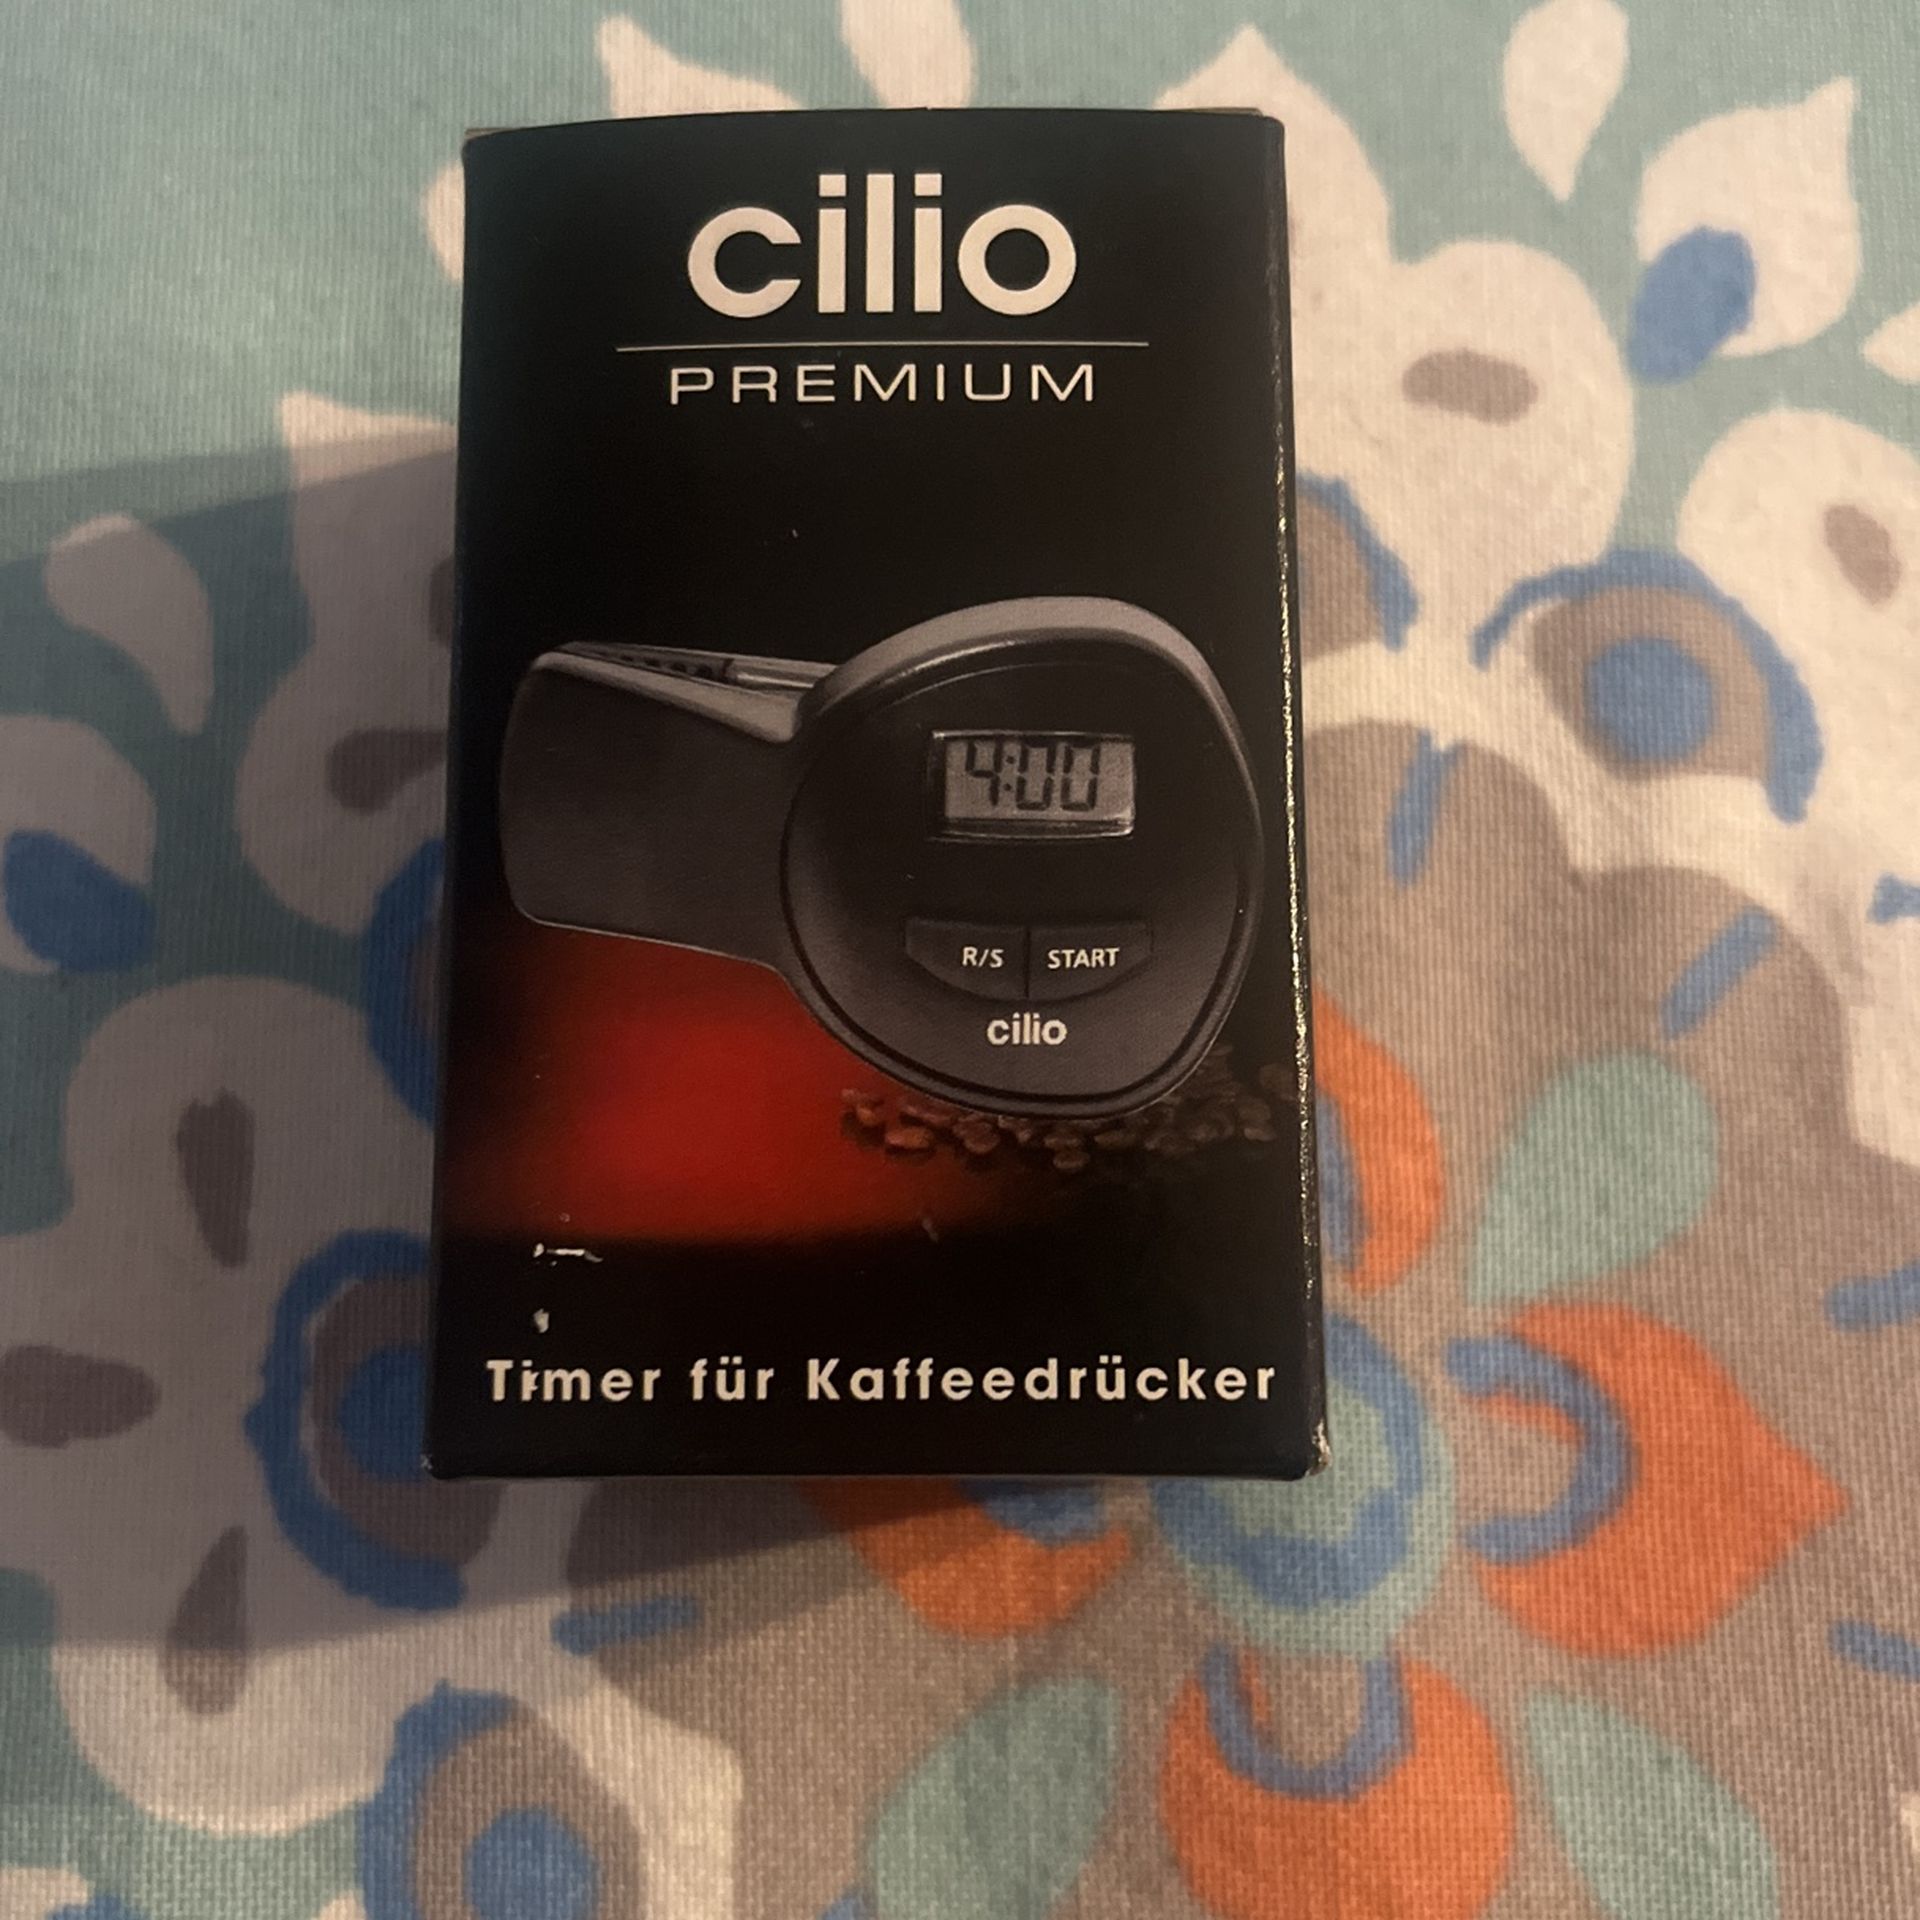 cilio
PREMIUM
4:00
R/S START
cilio
Timer für Kaffeedrücker